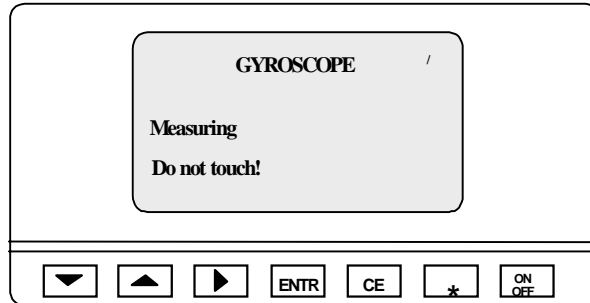 GYROSCOPE /
Measuring
Do not touch!
ENTR CE * ON
OFF